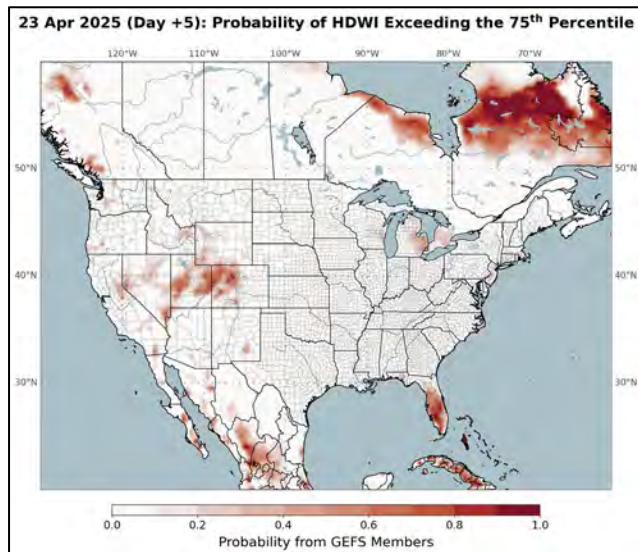 23 Apr 2025 (Day +5): Probability of HDWI Exceeding the 75th Percentile
120°W 110°W 100°W 90°W 80°W 70°W
50°N 50°N
40°N 40°N
30°N 30°N
0.0 0.2 0.4 0.6 0.8 1.0
Probability from GEFS Members